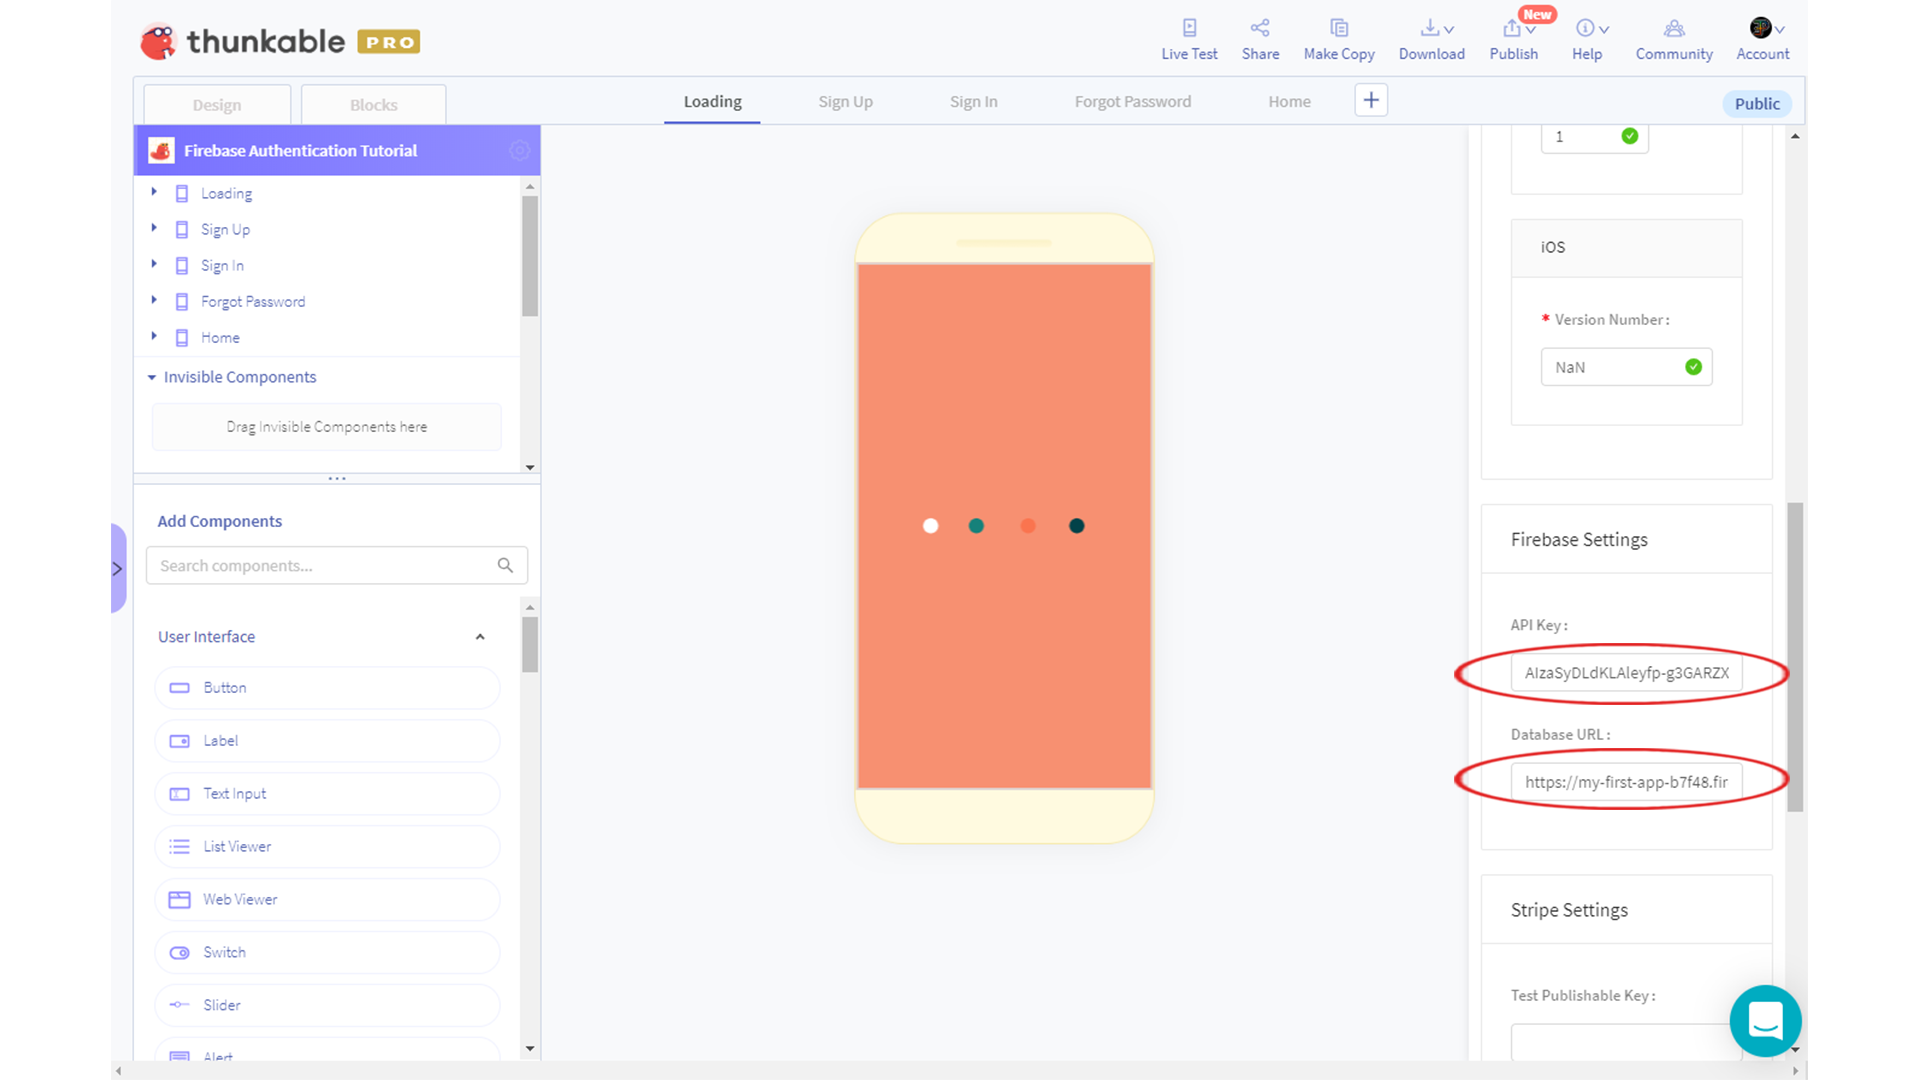 thunkable PRO
Live Test
Share
Make Copy
Download
New
Publish
Help
Community
Account
Design
Blocks
Loading
Sign Up
Sign In
Forgot Password
Home
Public
Firebase Authentication Tutorial
Loading
Sign Up
Sign In
Forgot Password
Home
Invisible Components
Drag Invisible Components here
Add Components
Search components...
User Interface
Button
Label
Text Input
List Viewer
Web Viewer
Switch
Slider
Alert
1
iOS
* Version Number:
NaN
Firebase Settings
API Key:
AIzaSyDLdKLAleyfp-g3GARZX
Database URL:
https://my-first-app-b7f48.fir
Stripe Settings
Test Publishable Key: